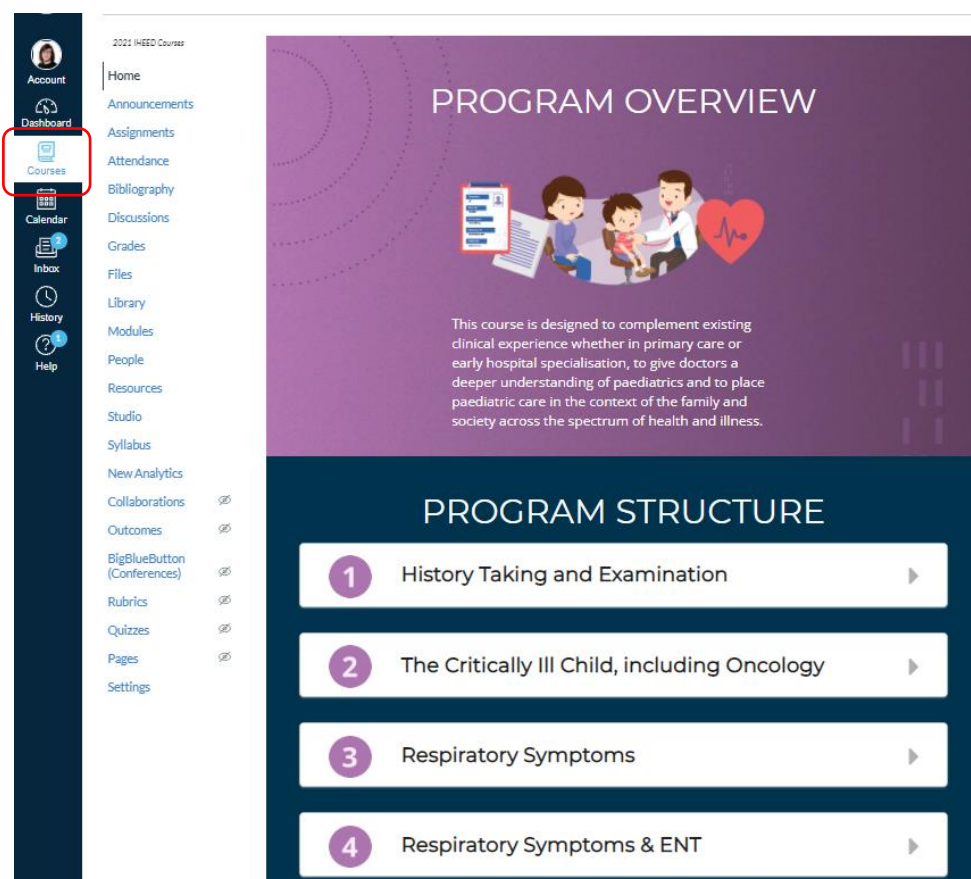 Account
Dashboard
Courses
Calendar
2
Inbox
History
1
Help
2021 IHEED Courses
Home
Announcements
Assignments
Attendance
Bibliography
Discussions
Grades
Files
Library
Modules
People
Resources
Studio
Syllabus
New Analytics
Collaborations
Outcomes
BigBlueButton
(Conferences)
Rubrics
Quizzes
Pages
Settings
PROGRAM OVERVIEW
This course is designed to complement existing
clinical experience whether in primary care or
early hospital specialisation, to give doctors a
deeper understanding of paediatrics and to place
paediatric care in the context of the family and
society across the spectrum of health and illness.
PROGRAM STRUCTURE
1 History Taking and Examination
2 The Critically Ill Child, including Oncology
3 Respiratory Symptoms
4 Respiratory Symptoms & ENT